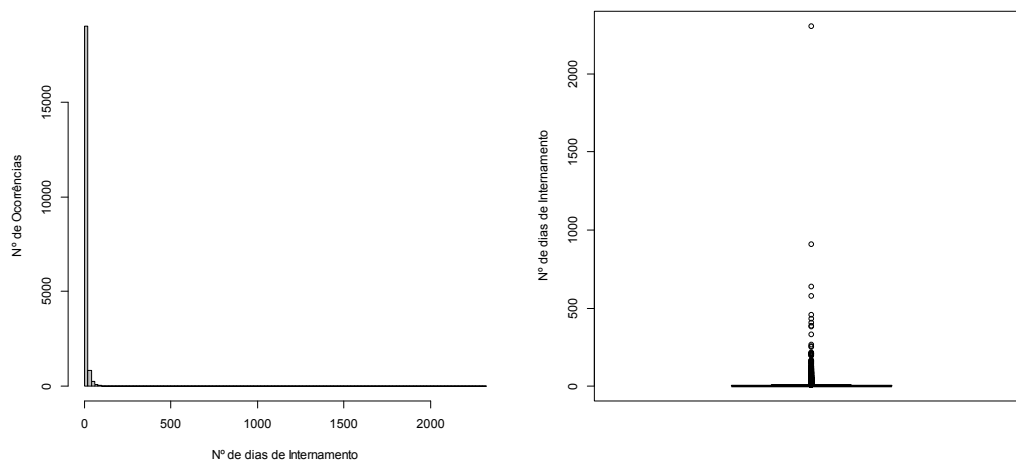 15000
10000
5000
0
Nº de Ocorrências
0 500 1000 1500 2000
Nº de dias de Internamento
2000
1500
1000
500
0
Nº de dias de Internamento